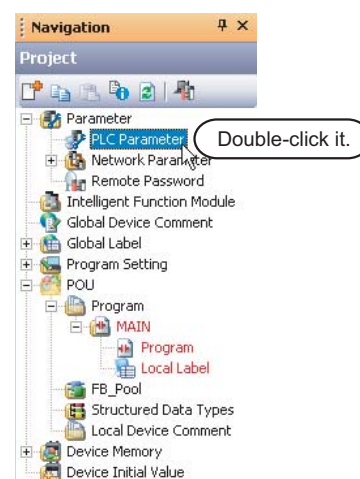 Navigation
Project
Parameter
PLC Parameter
Double-click it.
Network Parameter
Remote Password
Intelligent Function Module
Global Device Comment
Global Label
Program Setting
POU
Program
MAIN
Program
Local Label
FB_Pool
Structured Data Types
Local Device Comment
Device Memory
Device Initial Value